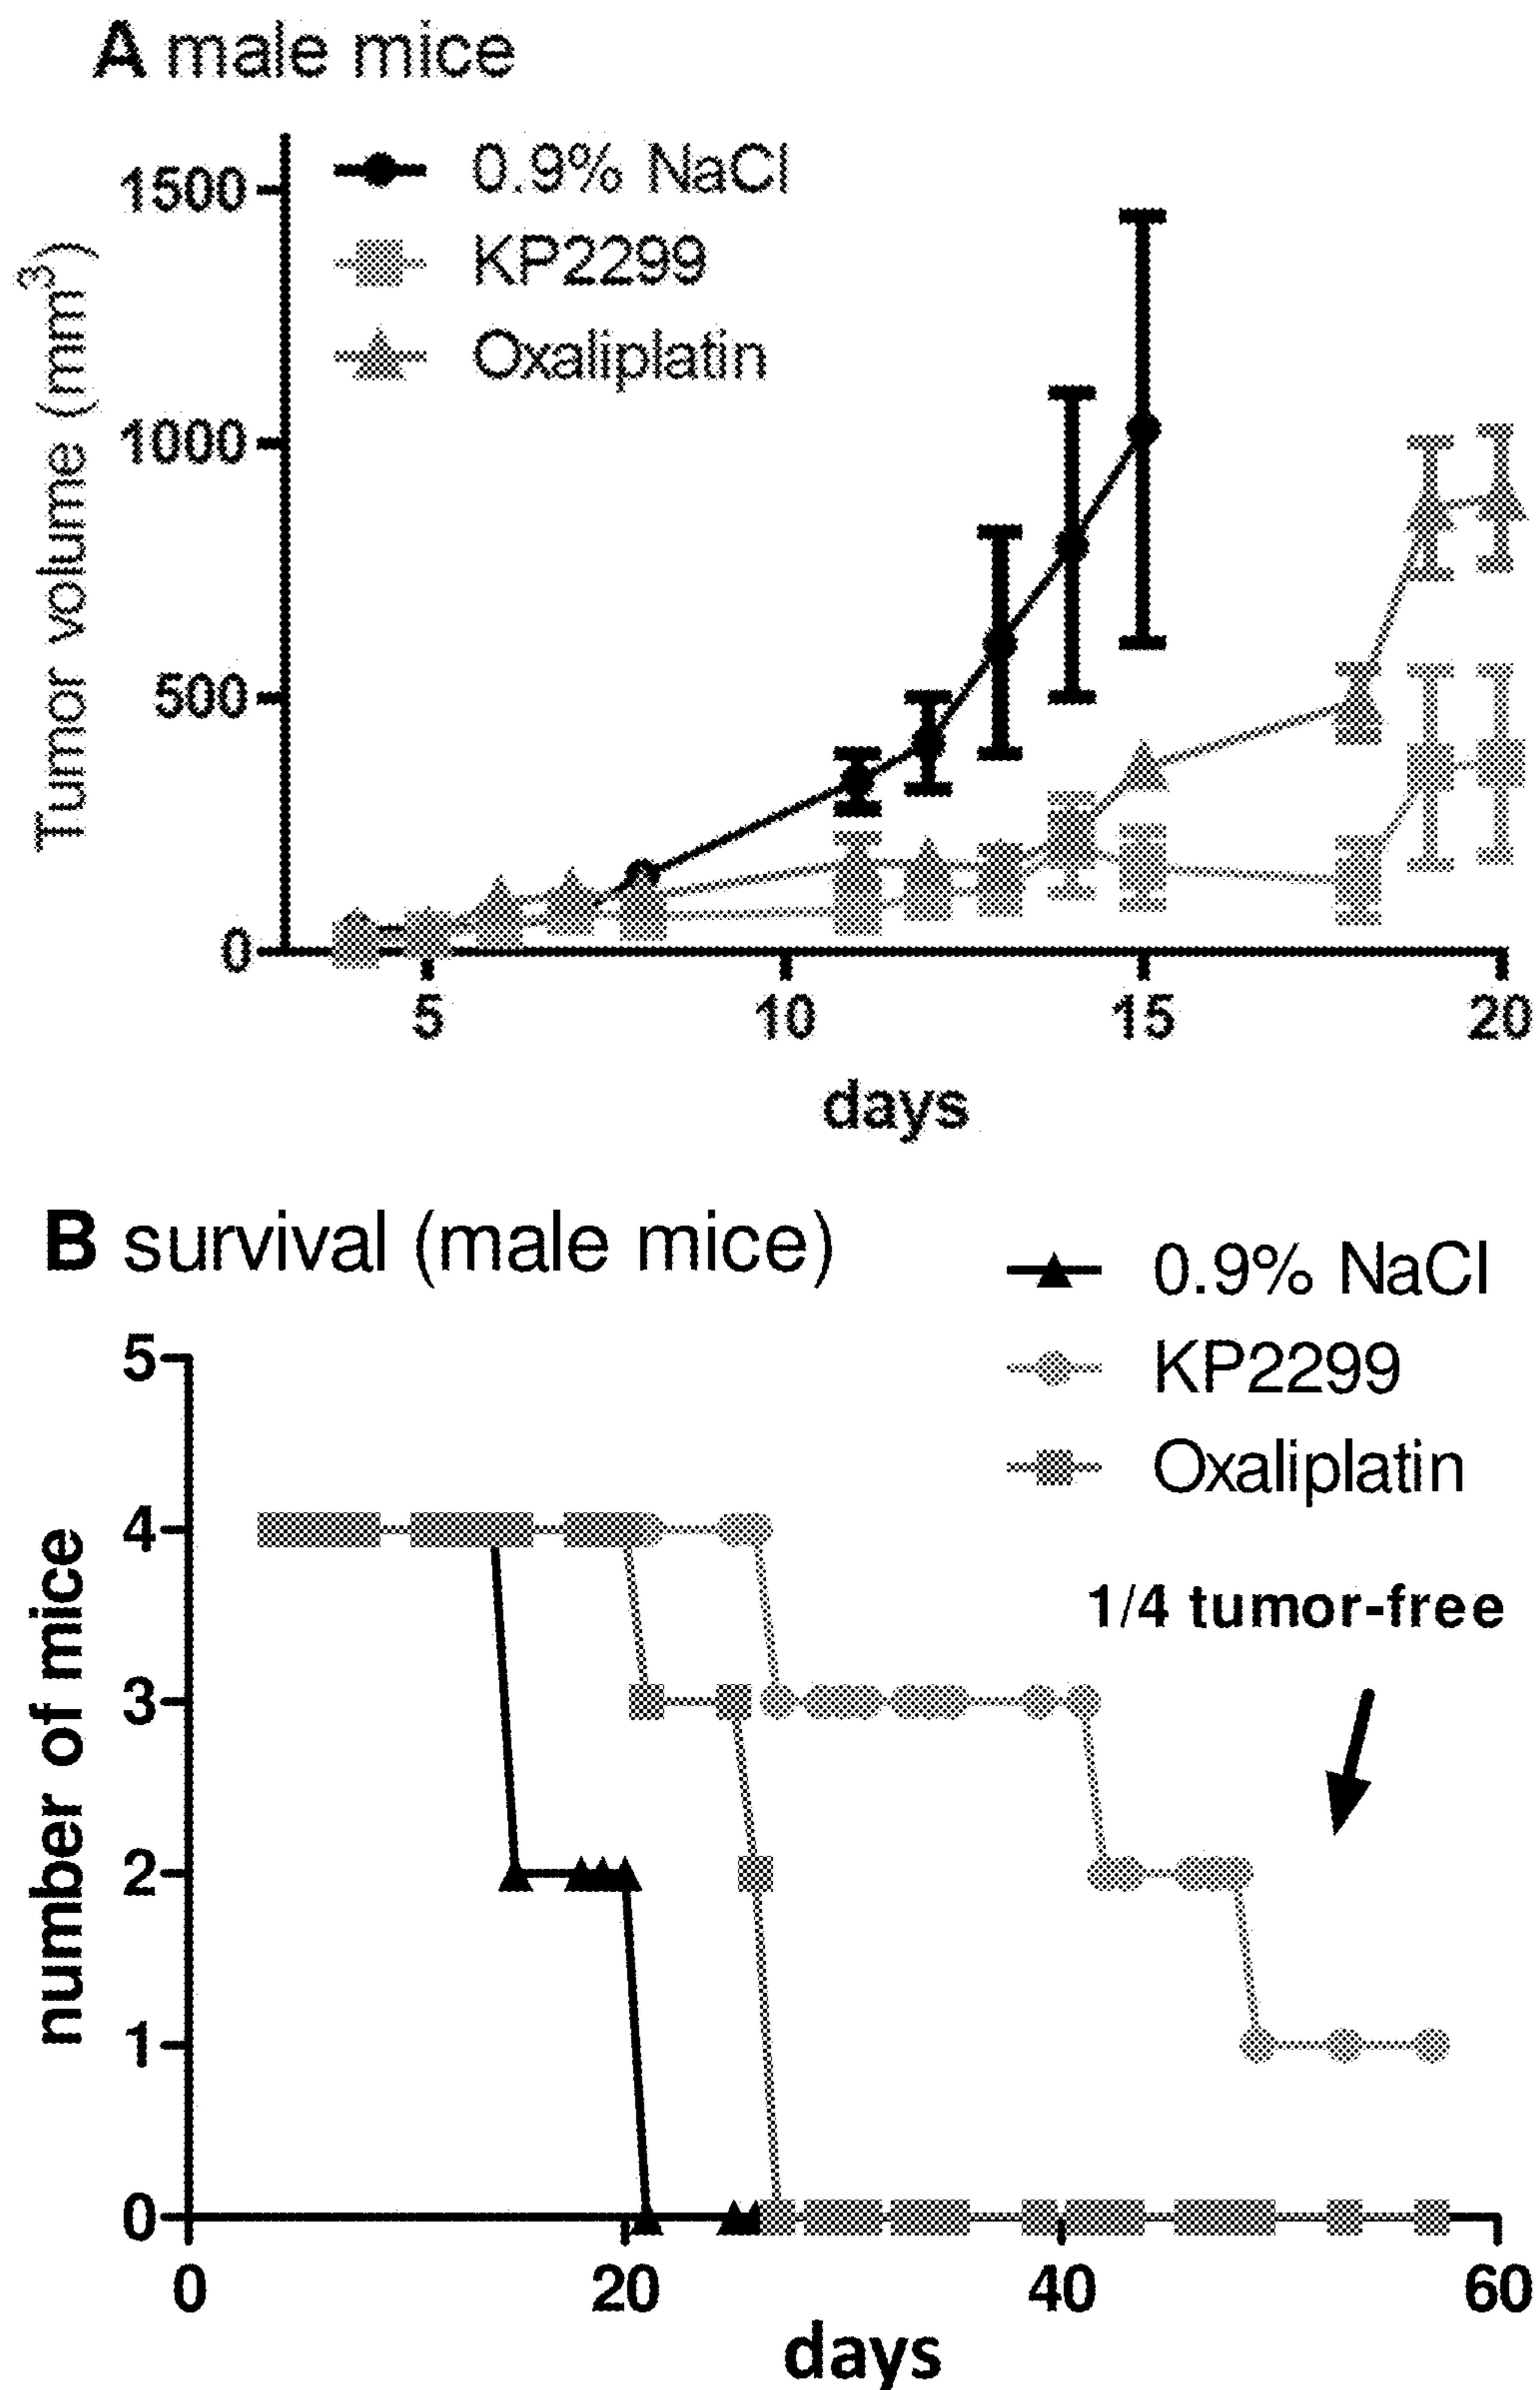 A male mice
0.9% NaCl
KP2299
Oxaliplatin
Tumor volume (mm³)
1500
1000
500
0
5 10 15 20
days
B survival (male mice)
0.9% NaCl
KP2299
Oxaliplatin
1/4 tumor-free
number of mice
5
4
3
2
1
0
0 20 40 60
days